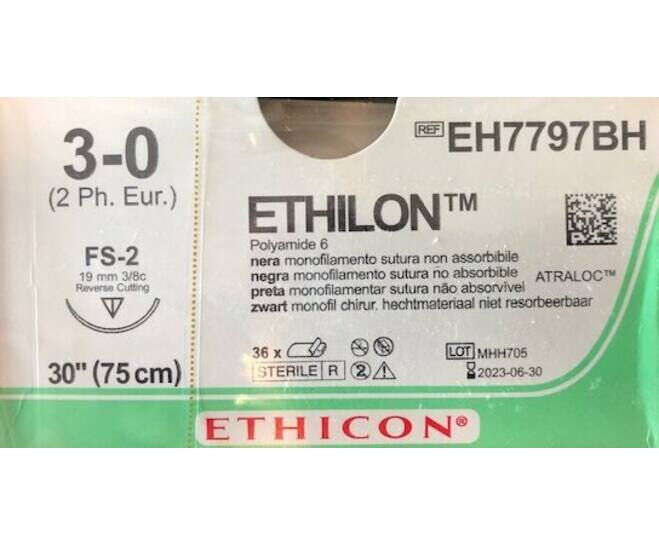 3-0
(2 Ph. Eur.)
FS-2
19 mm 3/8c
Reverse Cutting
30" (75 cm)
REF EH7797BH
ETHILON™
Polyamide 6
nera monofilamento sutura non assorbibile
negra monofilamento sutura no absorbible
preta monofilamentar sutura não absorvível
zwart monofil chirur. hechtmateriaal niet resorbeerbaar
ATRALOC™
36 x
STERILE R
2
LOT MHH705
2023-06-30
ETHICON®